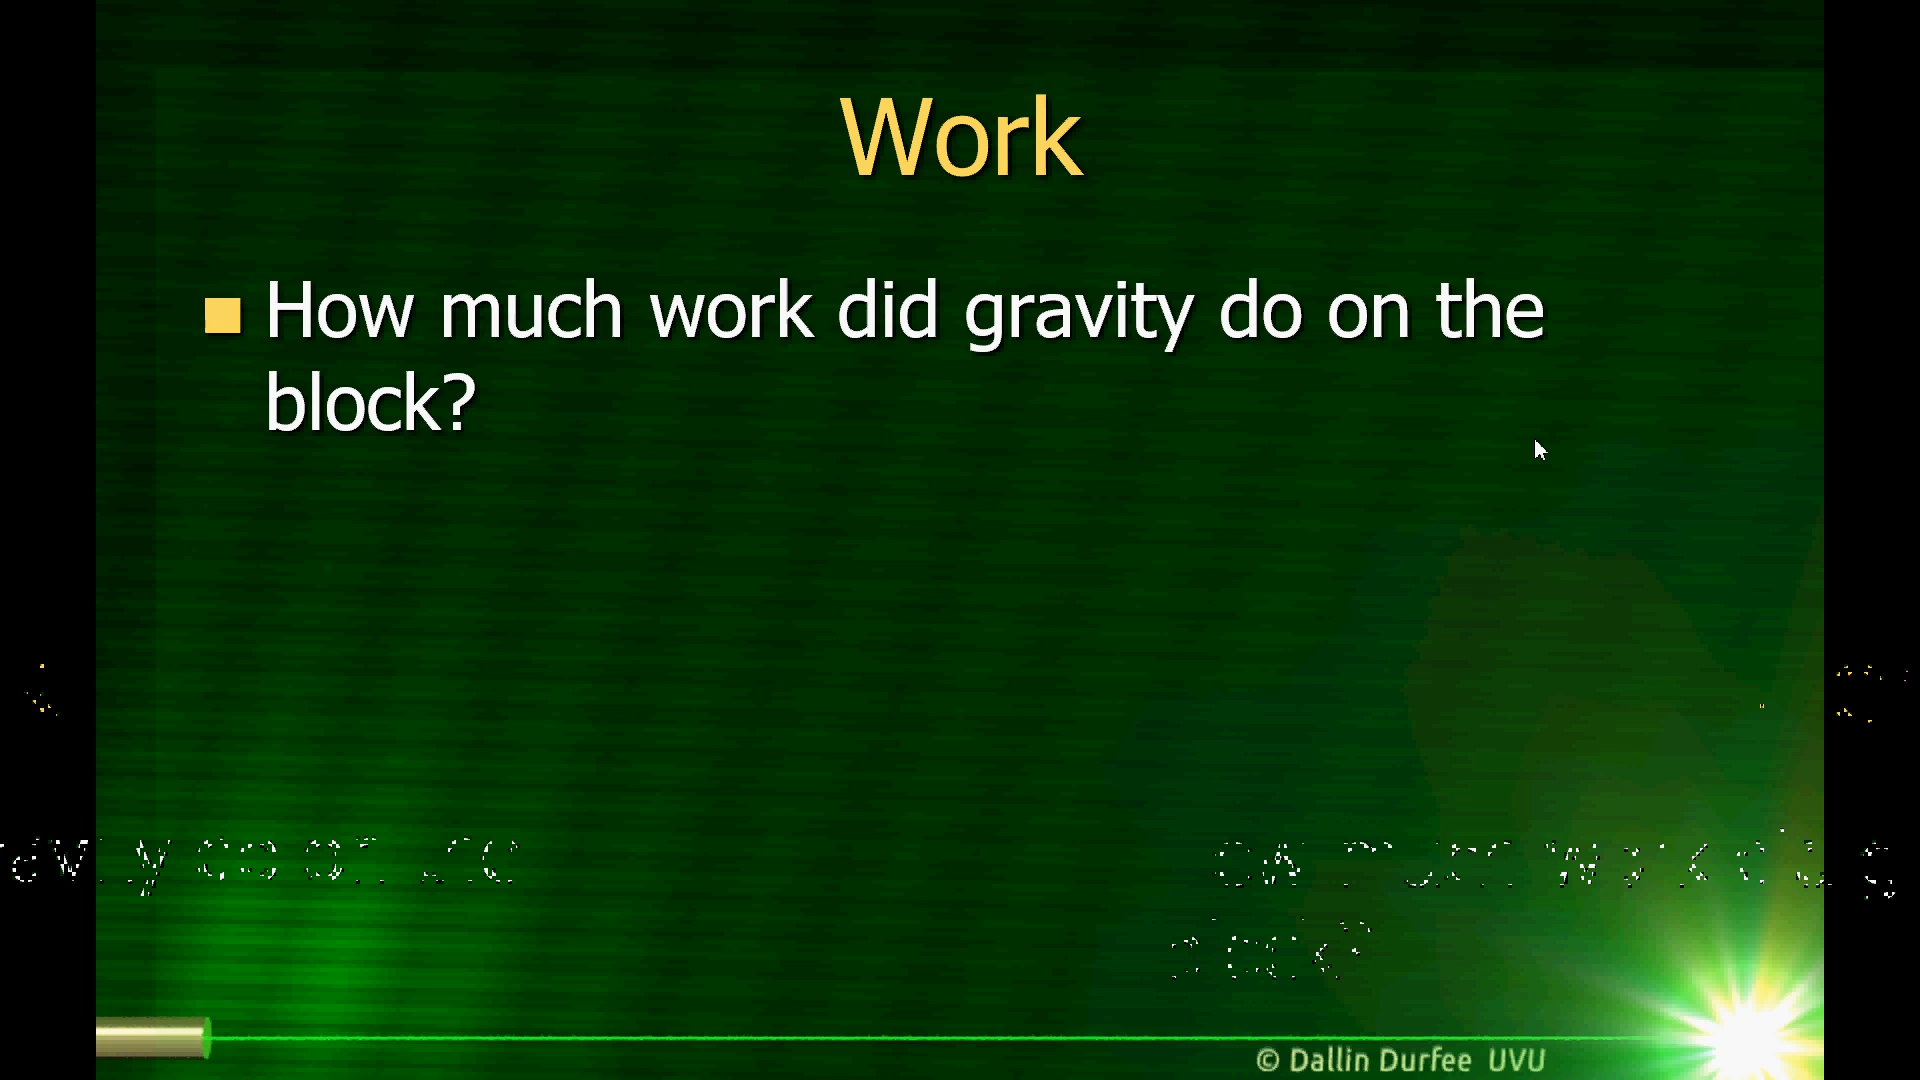 Work
How much work did gravity do on the
block?
© Dallin Durfee UVU